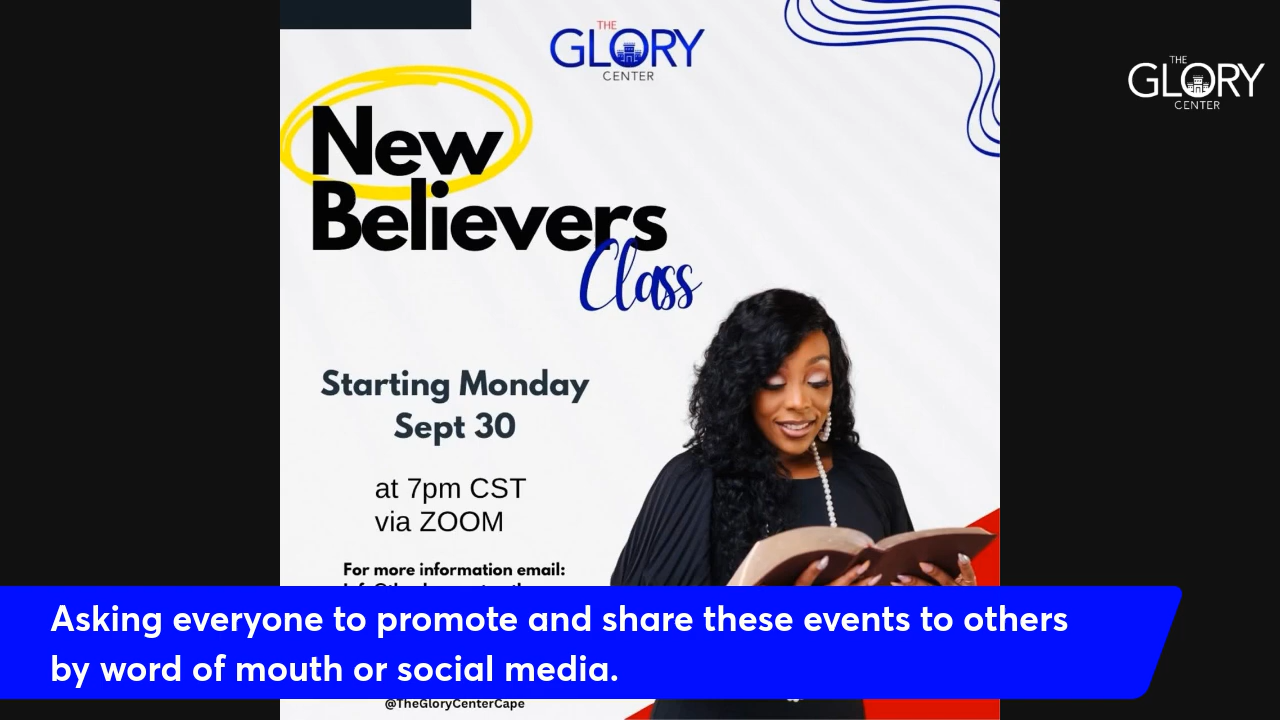 THE
GLORY
CENTER
THE
GLORY
CENTER
New
Believers
Class
Starting Monday
Sept 30
at 7pm CST
via ZOOM
For more information email:
Asking everyone to promote and share these events to others
by word of mouth or social media.
@TheGloryCenterCape